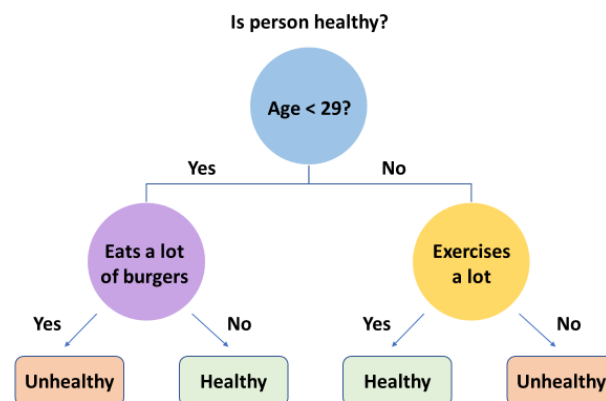 Is person healthy?
Age < 29?
Yes
No
Eats a lot
of burgers
Exercises
a lot
Yes
No
Yes
No
Unhealthy
Healthy
Healthy
Unhealthy